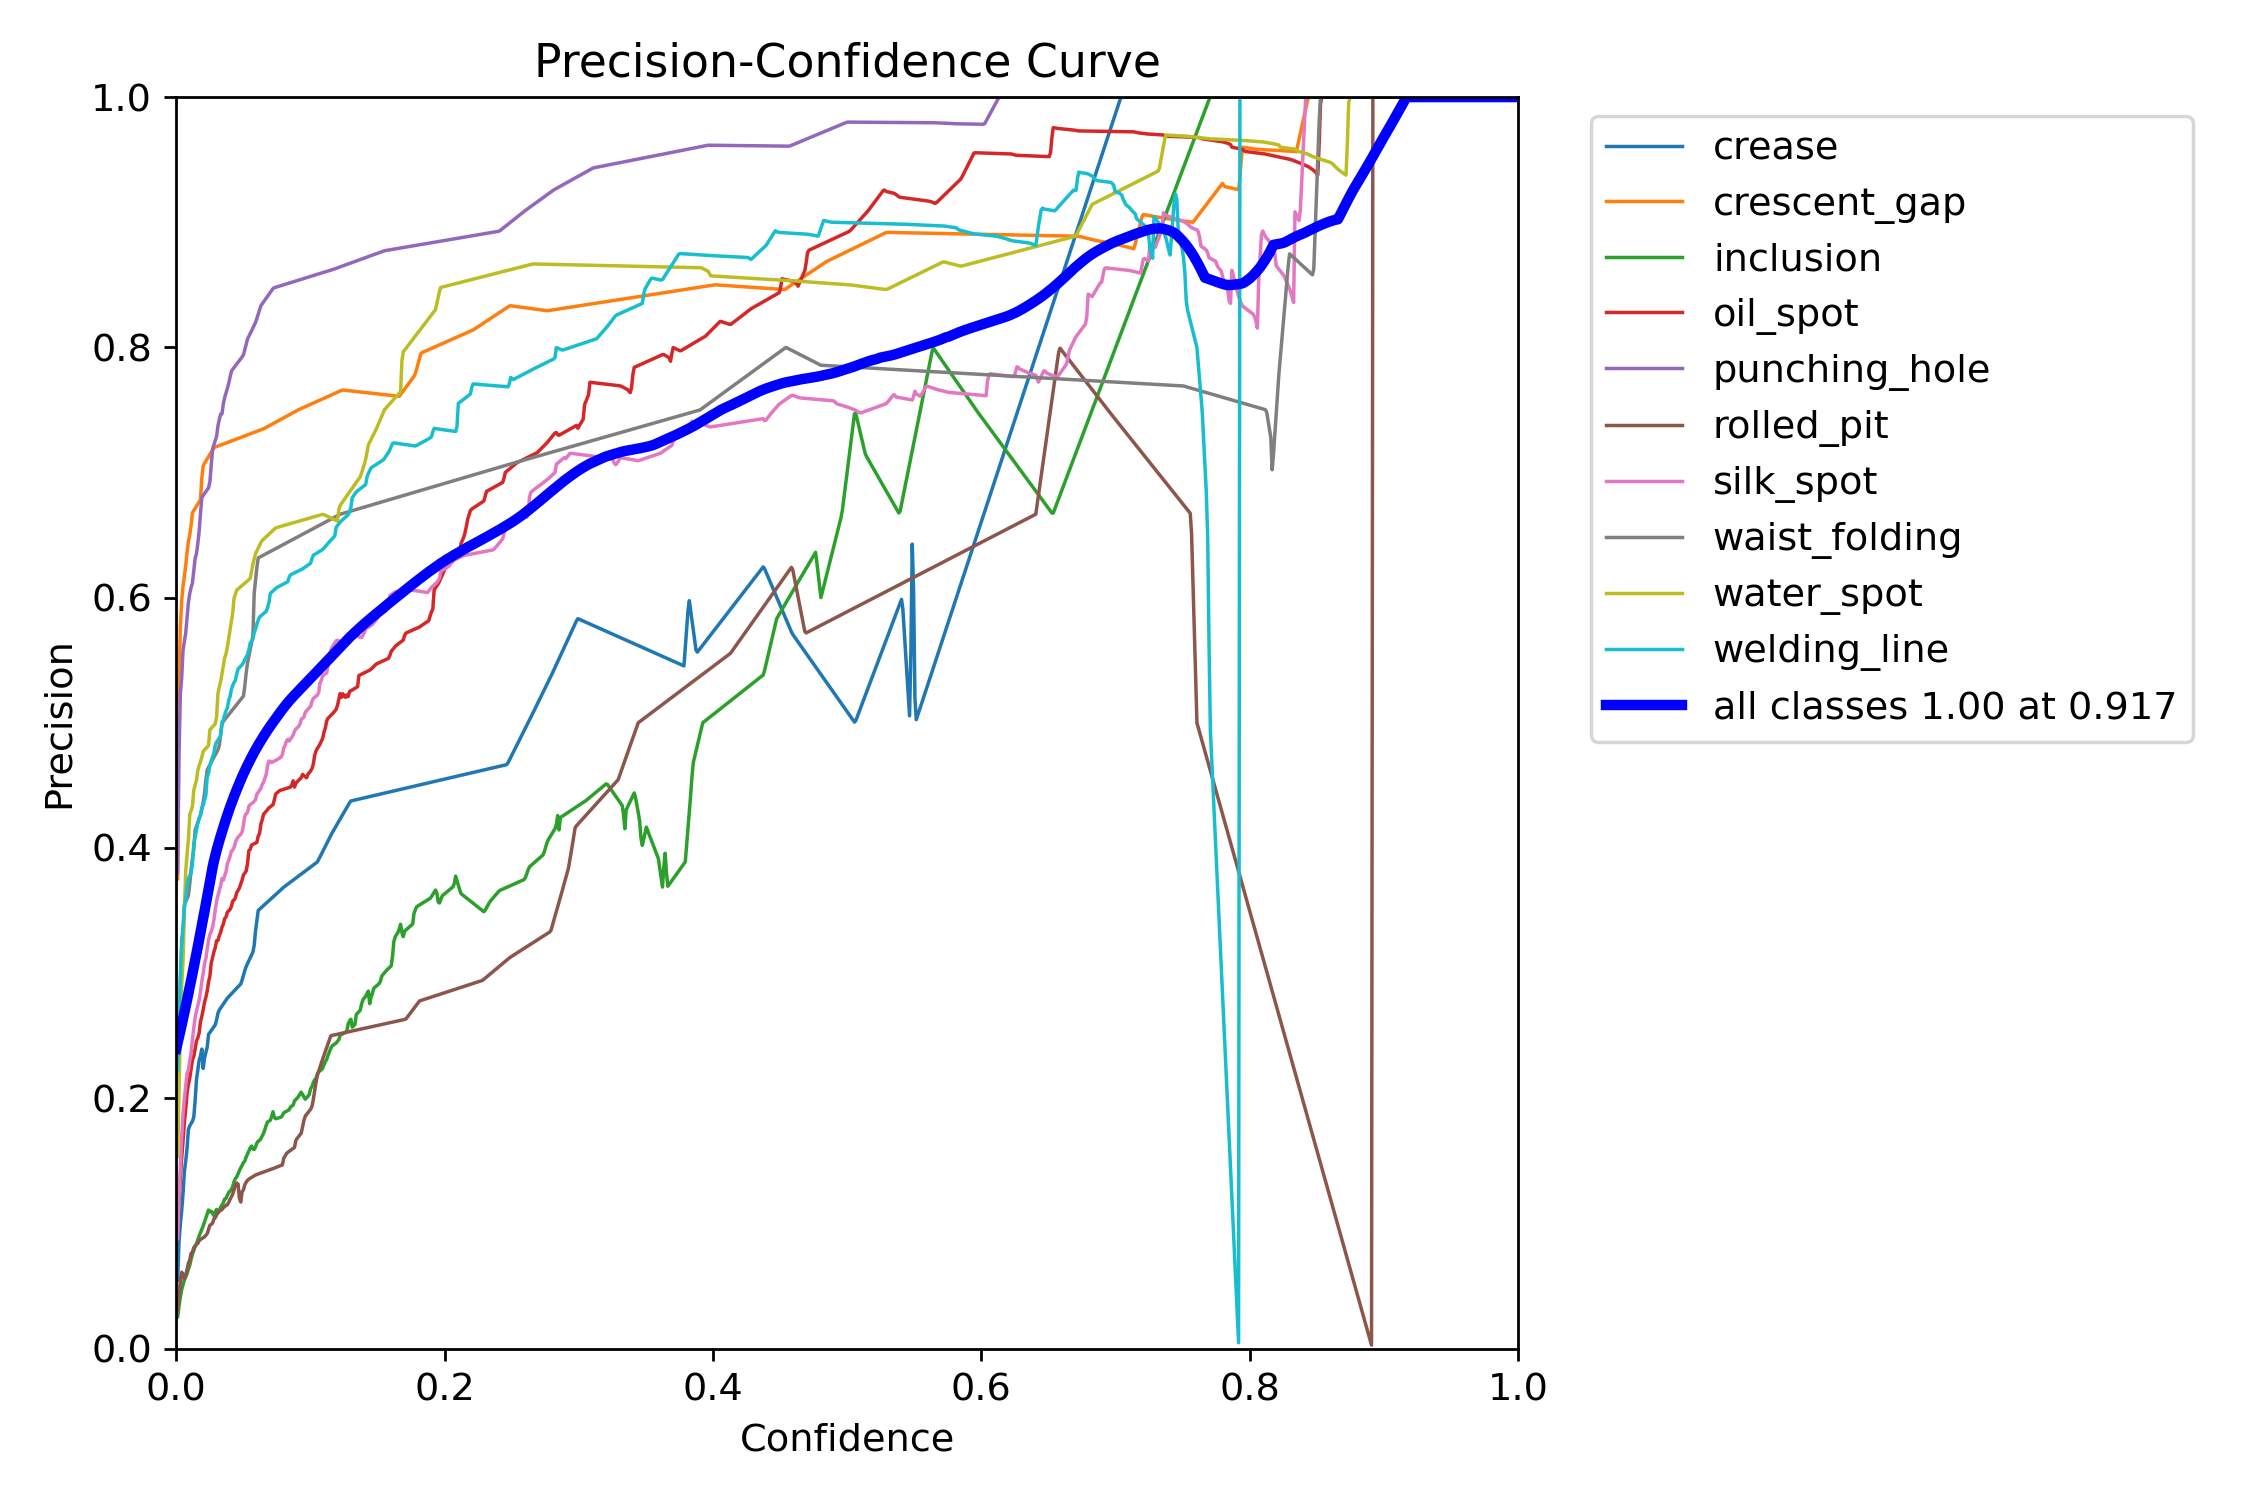 Precision-Confidence Curve
1.0
0.8
0.6
0.4
0.2
0.0
Precision
0.0 0.2 0.4 0.6 0.8 1.0
Confidence
crease
crescent_gap
inclusion
oil_spot
punching_hole
rolled_pit
silk_spot
waist_folding
water_spot
welding_line
all classes 1.00 at 0.917